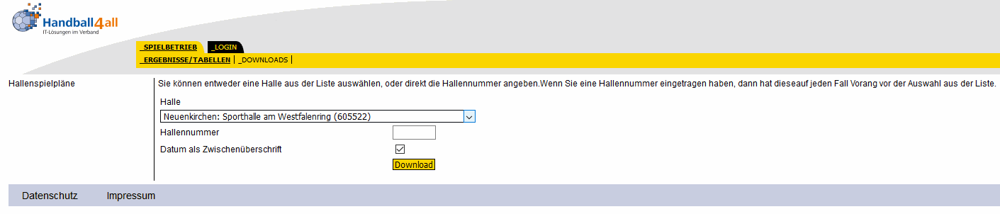 Handball4all
IT-Lösungen im Verband
_SPIELBETRIEB _LOGIN
_ERGEBNISSE/TABELLEN | _DOWNLOADS |
Hallenspielpläne
Sie können entweder eine Halle aus der Liste auswählen, oder direkt die Hallennummer angeben.Wenn Sie eine Hallennummer eingetragen haben, dann hat dieseauf jeden Fall Vorang vor der Auswahl aus der Liste.
Halle
Neuenkirchen: Sporthalle am Westfalenring (605522)
Hallennummer
Datum als Zwischenüberschrift
Download
Datenschutz Impressum